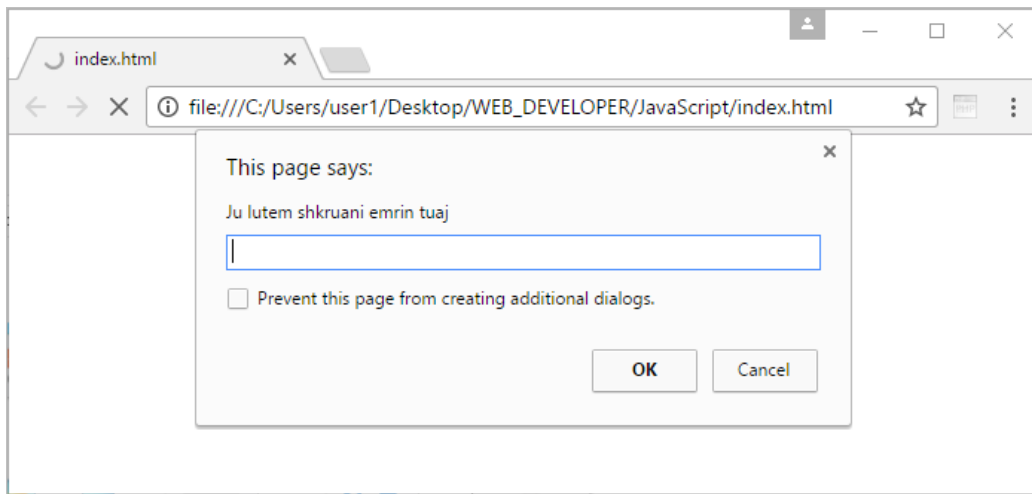 index.html
file:///C:/Users/user1/Desktop/WEB_DEVELOPER/JavaScript/index.html
This page says:
Ju lutem shkruani emrin tuaj
Prevent this page from creating additional dialogs.
OK Cancel